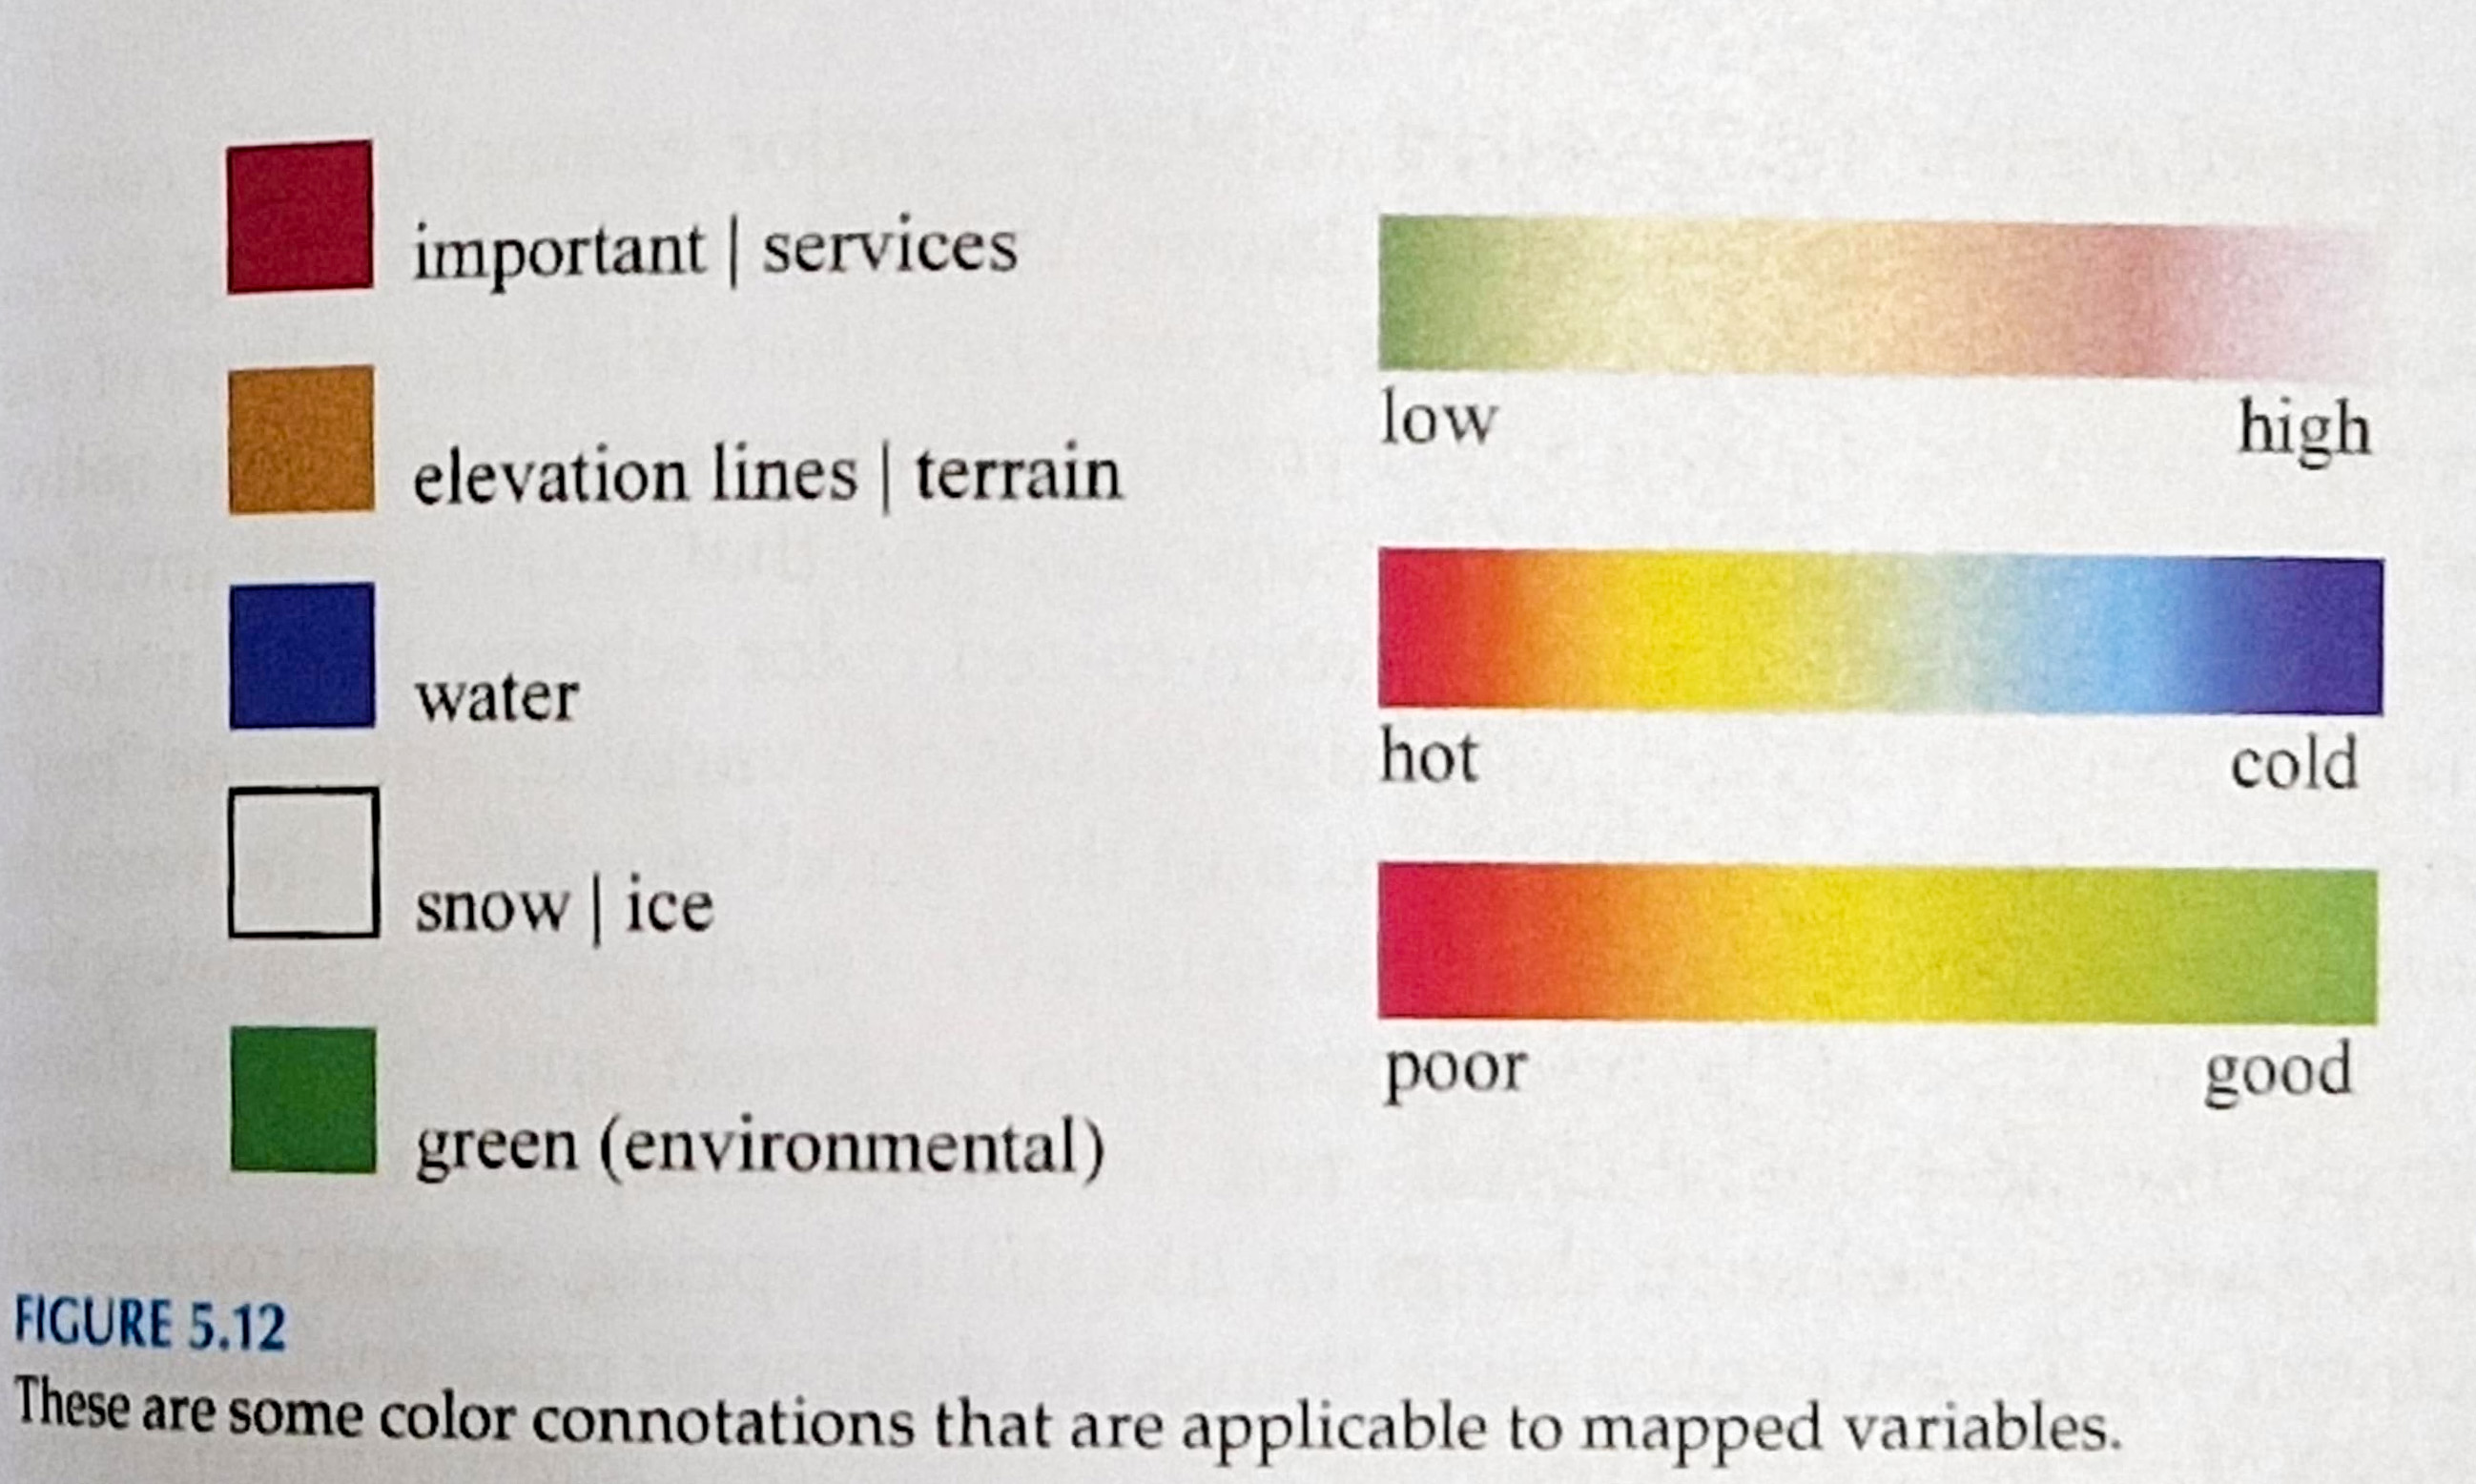 important | services
elevation lines | terrain
water
snow | ice
green (environmental)
low high
hot cold
poor good
FIGURE 5.12
These are some color connotations that are applicable to mapped variables.